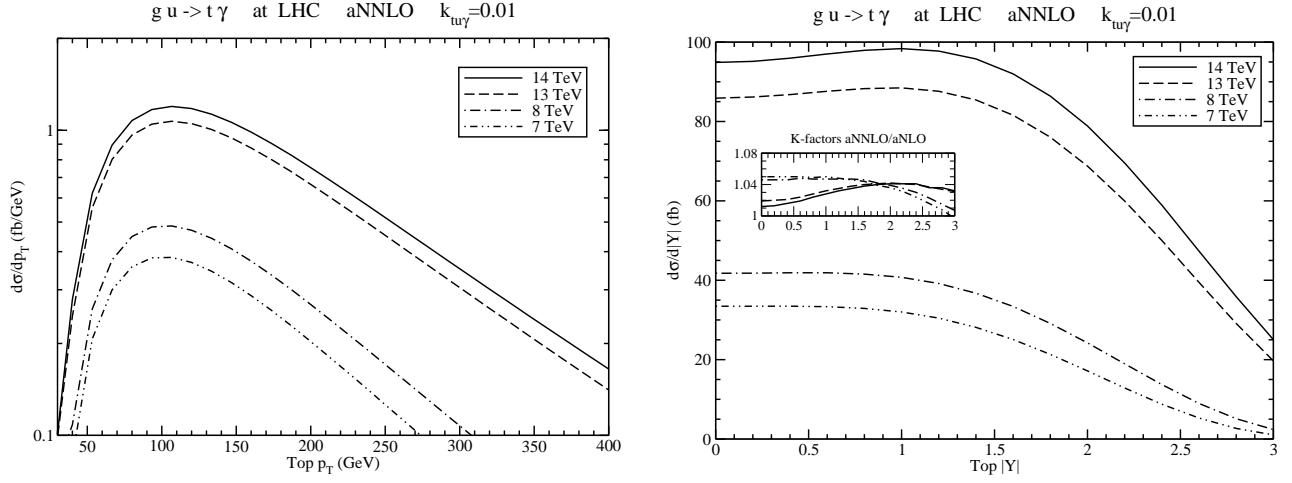 g u -> t γ at LHC aNNLO k_tuγ=0.01
14 TeV
13 TeV
8 TeV
7 TeV
dσ/dp_T (fb/GeV)
1
0.1
50 100 150 200 250 300 350 400
Top p_T (GeV)
g u -> t γ at LHC aNNLO k_tuγ=0.01
14 TeV
13 TeV
8 TeV
7 TeV
K-factors aNNLO/aNLO
1.08
1.04
1
0 0.5 1 1.5 2 2.5 3
dσ/d|Y| (fb)
100
80
60
40
20
0
0 0.5 1 1.5 2 2.5 3
Top |Y|